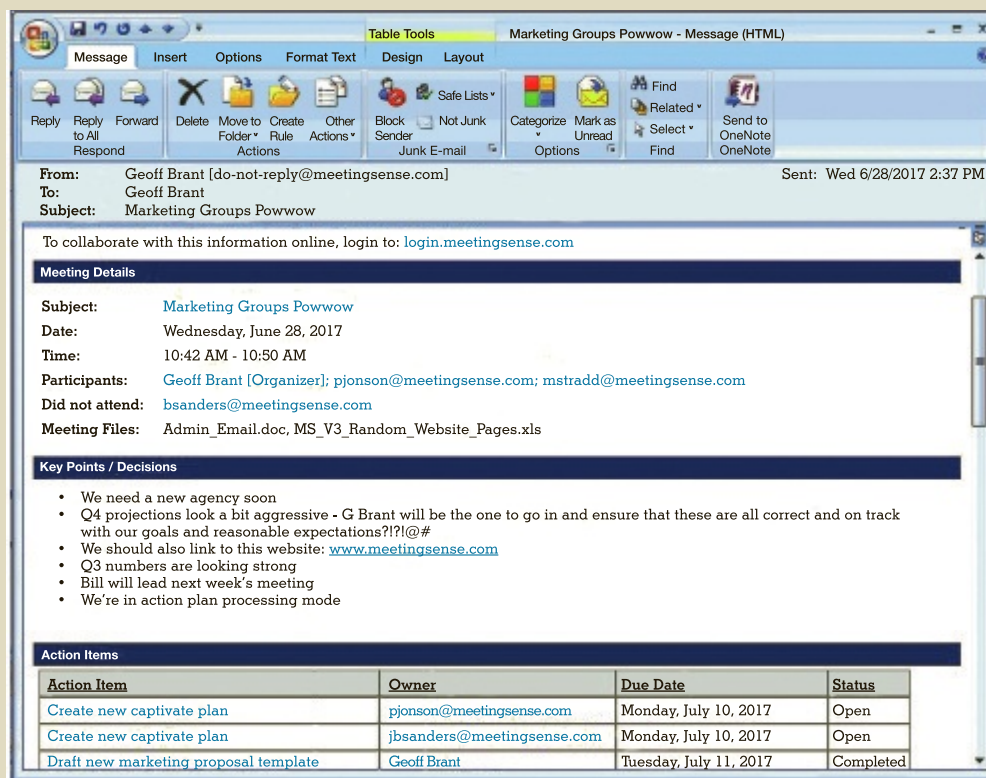 Table Tools Marketing Groups Powwow - Message (HTML)
Message Insert Options Format Text Design Layout
Reply Reply to All Forward Delete Move to Folder Create Rule Other Actions Block Sender Safe Lists Not Junk Categorize Mark as Unread Find Related Select Send to OneNote
Respond Actions Junk E-mail Options Find OneNote
From: Geoff Brant [do-not-reply@meetingsense.com] Sent: Wed 6/28/2017 2:37 PM
To: Geoff Brant
Subject: Marketing Groups Powwow
To collaborate with this information online, login to: login.meetingsense.com
Meeting Details
Subject: Marketing Groups Powwow
Date: Wednesday, June 28, 2017
Time: 10:42 AM - 10:50 AM
Participants: Geoff Brant [Organizer]; pjonson@meetingsense.com; mstradd@meetingsense.com
Did not attend: bsanders@meetingsense.com
Meeting Files: Admin_Email.doc, MS_V3_Random_Website_Pages.xls
Key Points / Decisions
• We need a new agency soon
• Q4 projections look a bit aggressive - G Brant will be the one to go in and ensure that these are all correct and on track
with our goals and reasonable expectations?!?!@#
• We should also link to this website: www.meetingsense.com
• Q3 numbers are looking strong
• Bill will lead next week's meeting
• We're in action plan processing mode
Action Items
Action Item Owner Due Date Status
Create new captivate plan pjonson@meetingsense.com Monday, July 10, 2017 Open
Create new captivate plan jbsanders@meetingsense.com Monday, July 10, 2017 Open
Draft new marketing proposal template Geoff Brant Tuesday, July 11, 2017 Completed